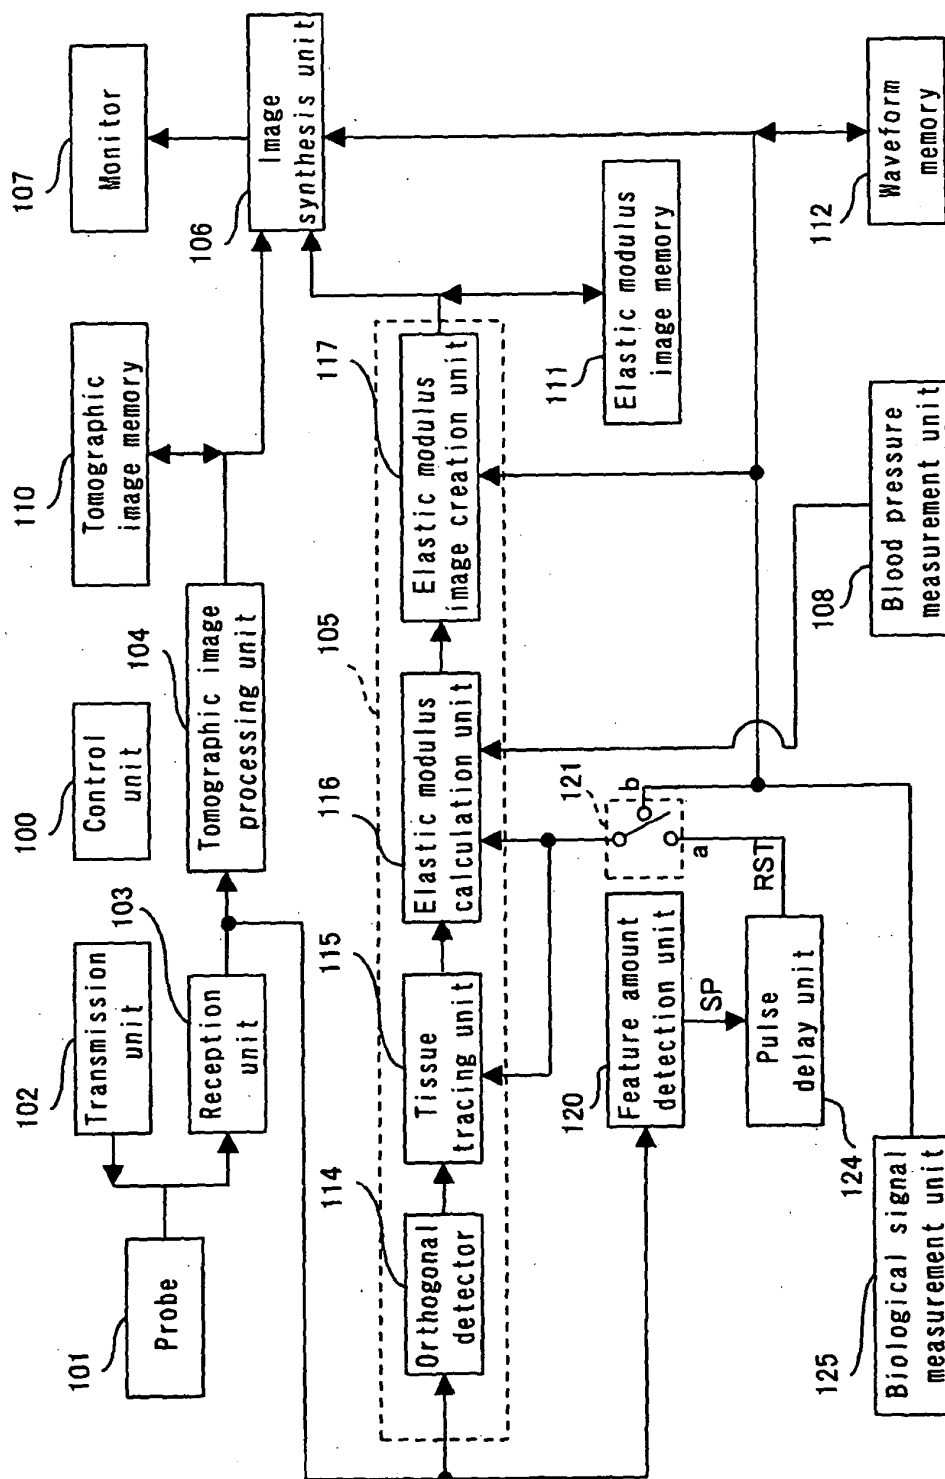 101
Probe
102
Transmission
unit
103
Reception
unit
100
Control
unit
104
Tomographic image
processing unit
110
Tomographic
image memory
107
Monitor
106
Image
synthesis unit
105
114
Orthogonal
detector
115
Tissue
tracing unit
116
Elastic modulus
calculation unit
117
Elastic modulus
image creation unit
111
Elastic modulus
image memory
120
Feature amount
detection unit
SP
121
b
a
RST
124
Pulse
delay unit
125
Biological signal
measurement unit
108
Blood pressure
measurement unit
112
Waveform
memory